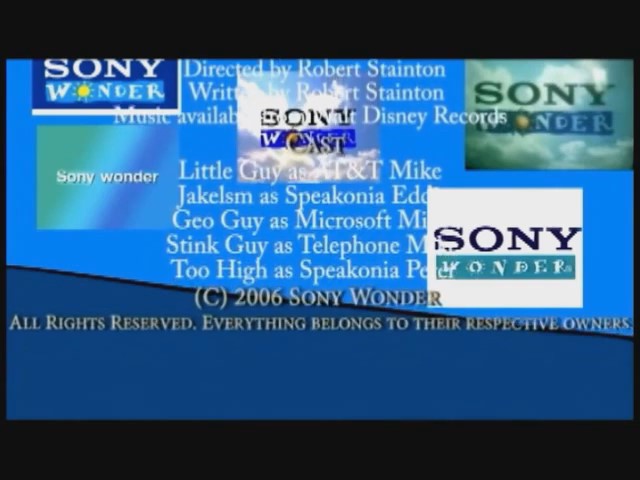 SONY
WONDER
Directed by Robert Stainton
Written by Robert Stainton
Music available from Walt Disney Records
SONY
WONDER
SONY
WONDER
CAST
Sony wonder
Little Guy as AT&T Mike
Jakelsm as Speakonia Eddie
Geo Guy as Microsoft Mi
Stink Guy as Telephone M
Too High as Speakonia Peter
SONY
WONDER
(C) 2006 SONY WONDER
ALL RIGHTS RESERVED. EVERYTHING BELONGS TO THEIR RESPECTIVE OWNERS.